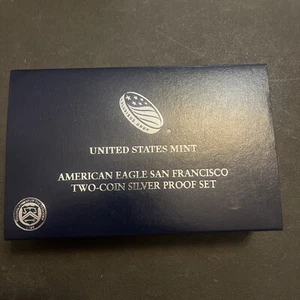 UNITED STATES MINT
AMERICAN EAGLE SAN FRANCISCO
TWO-COIN SILVER PROOF SET